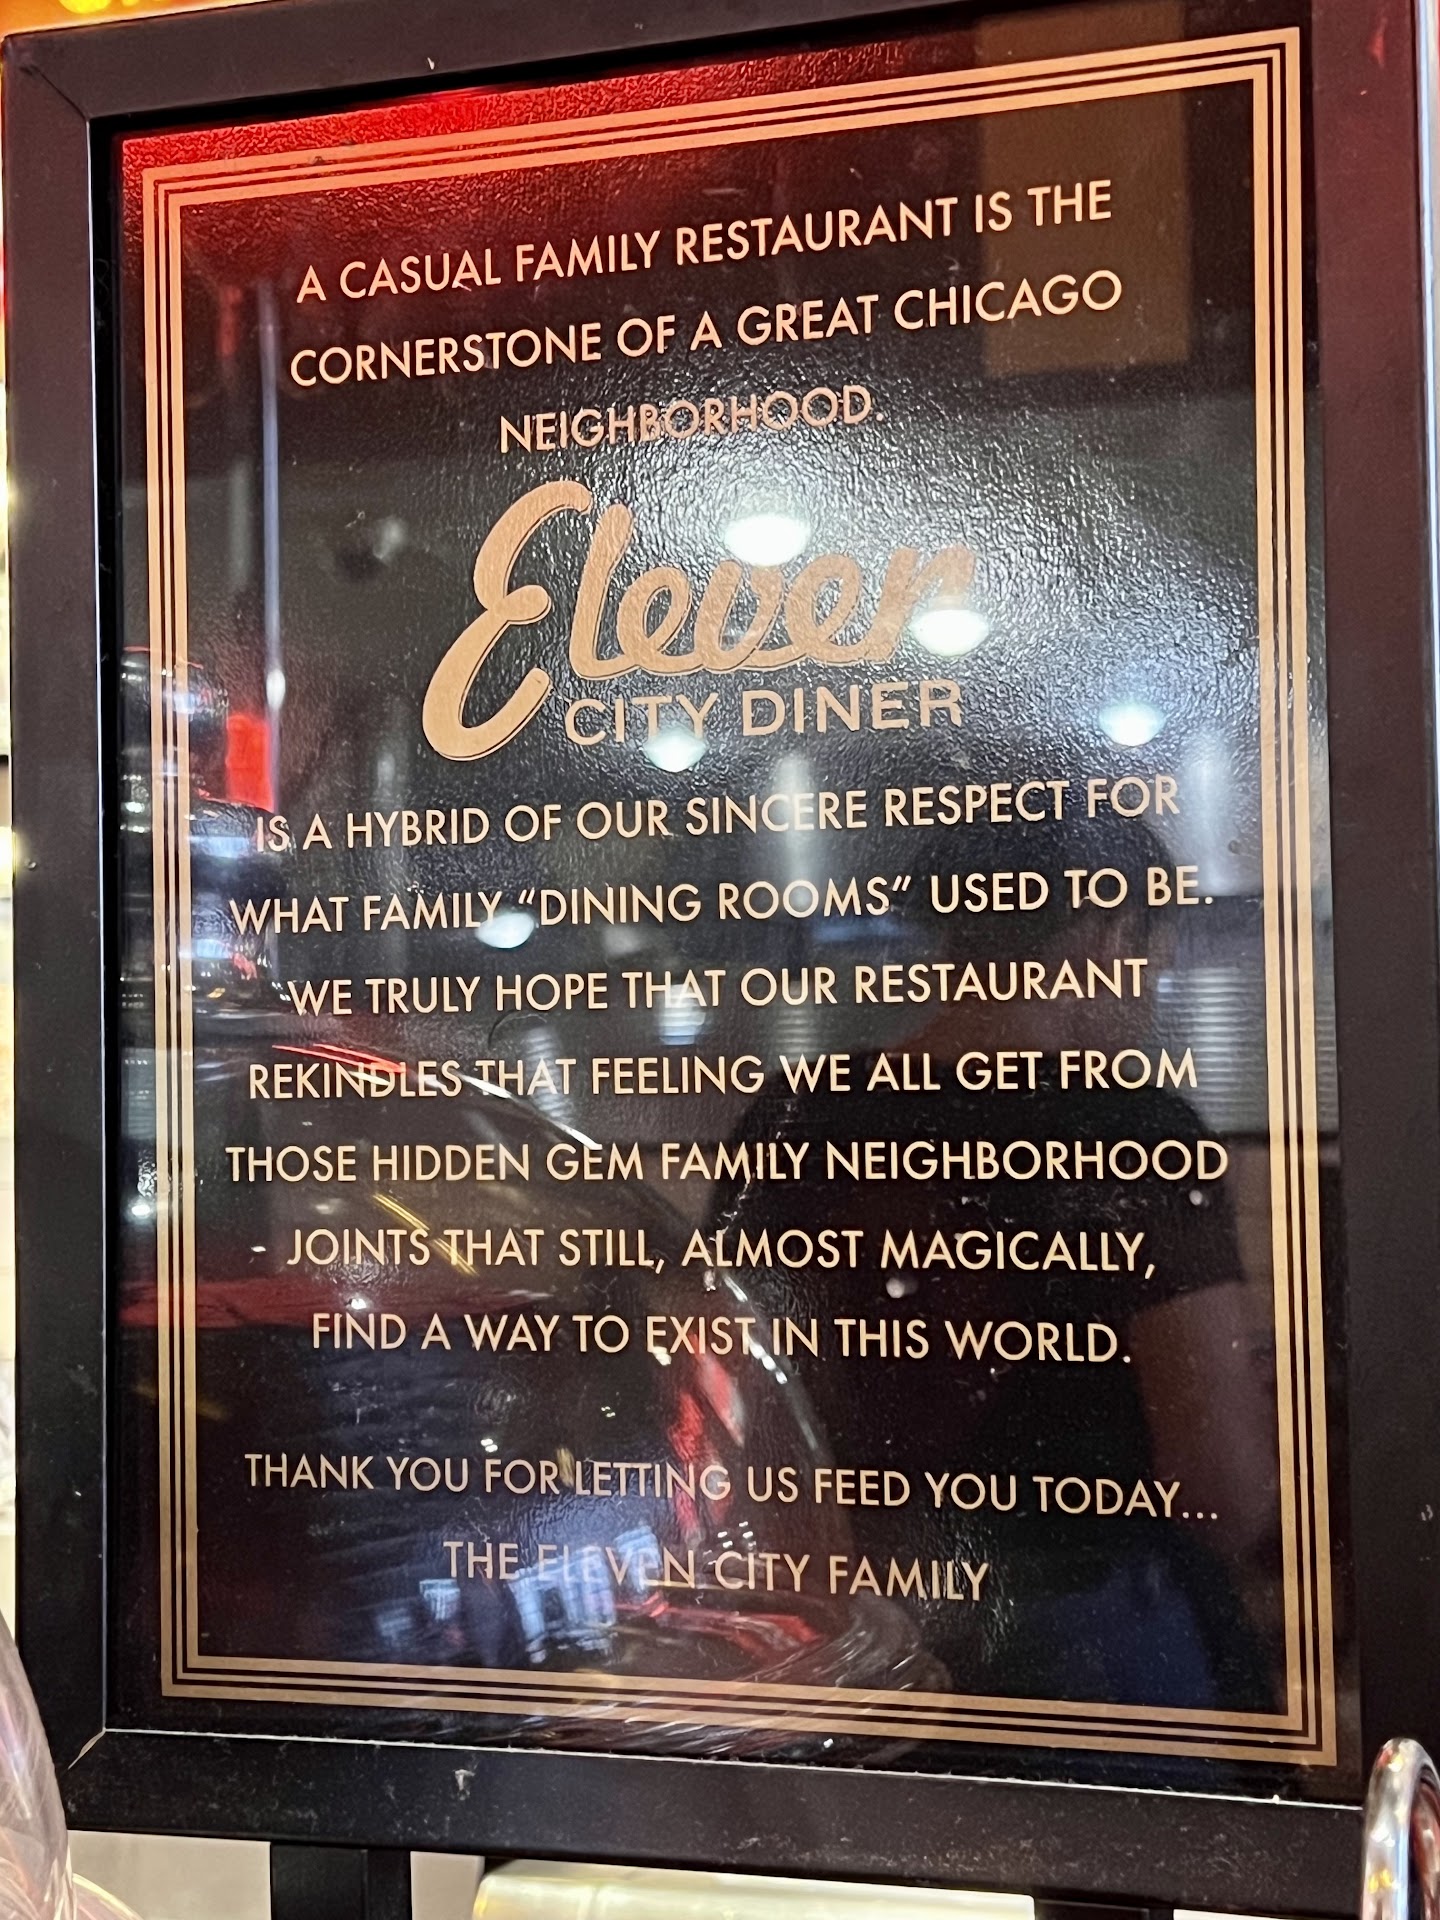 A CASUAL FAMILY RESTAURANT IS THE
CORNERSTONE OF A GREAT CHICAGO
NEIGHBORHOOD.
Eleven
CITY DINER
IS A HYBRID OF OUR SINCERE RESPECT FOR
WHAT FAMILY “DINING ROOMS” USED TO BE.
WE TRULY HOPE THAT OUR RESTAURANT
REKINDLES THAT FEELING WE ALL GET FROM
THOSE HIDDEN GEM FAMILY NEIGHBORHOOD
JOINTS THAT STILL, ALMOST MAGICALLY,
FIND A WAY TO EXIST IN THIS WORLD.
THANK YOU FOR LETTING US FEED YOU TODAY...
THE ELEVEN CITY FAMILY